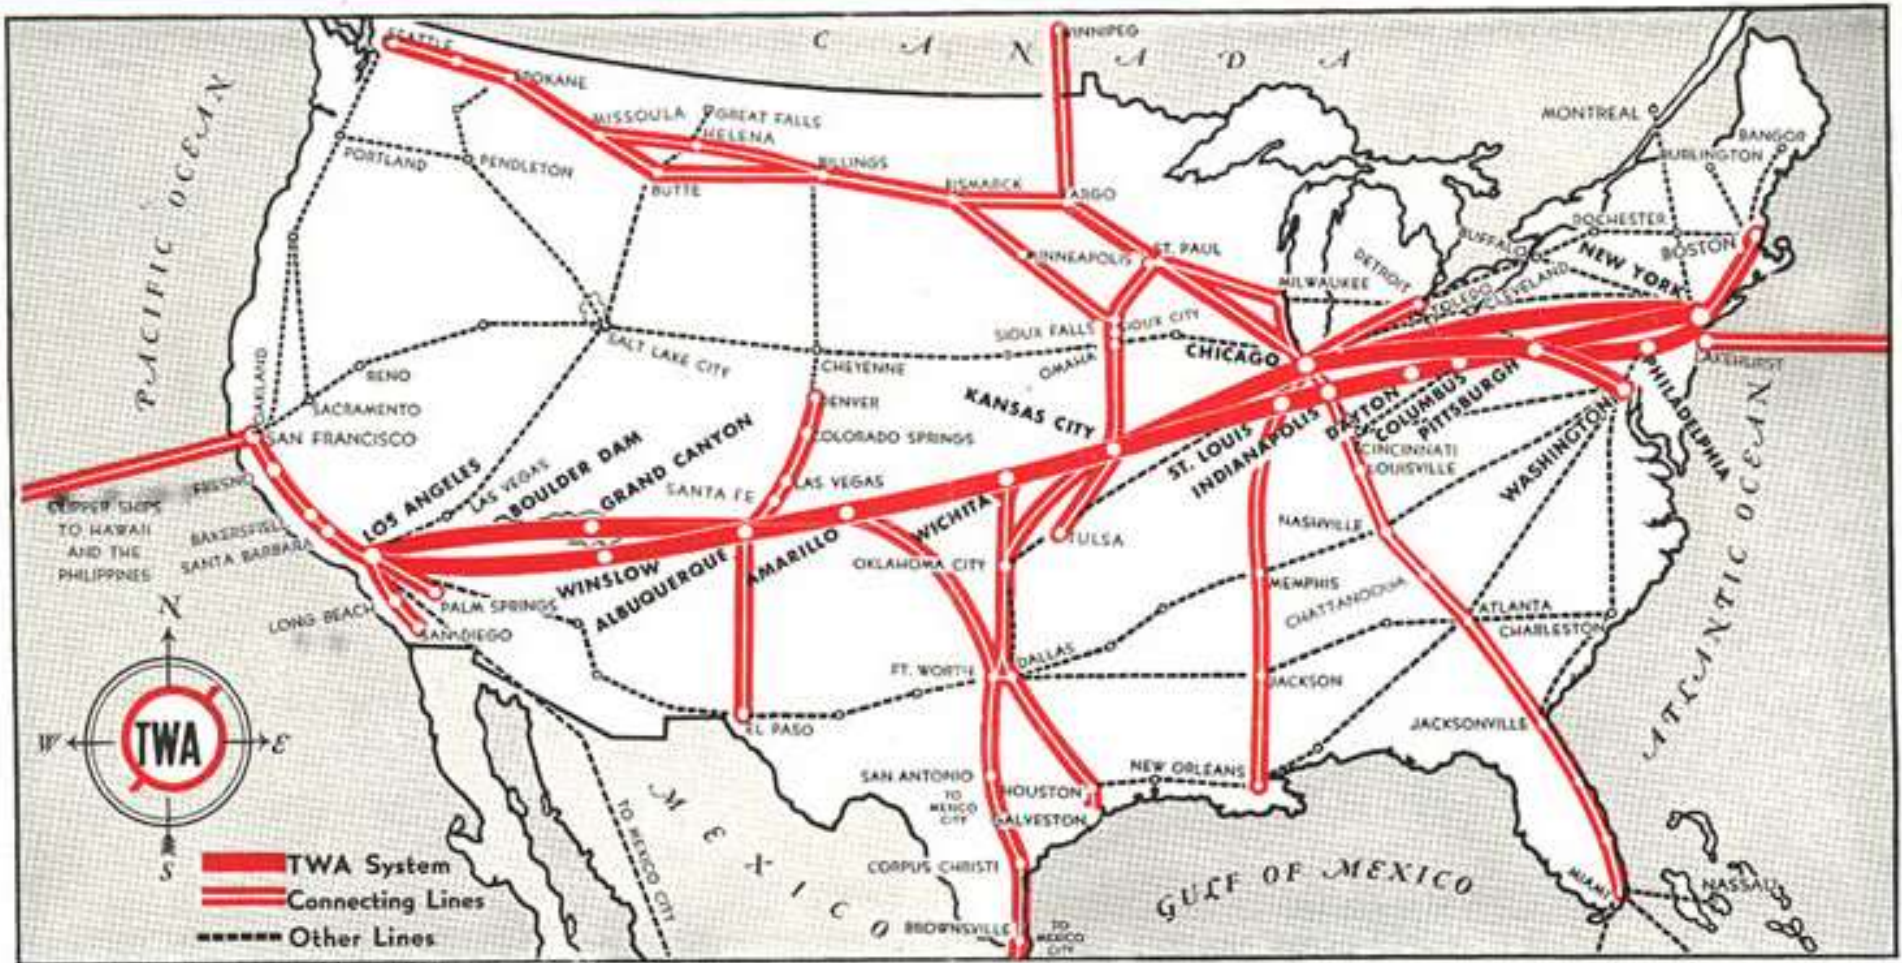 CANADA
SEATTLE
WINNIPEG
SPOKANE
MISSOULA
GREAT FALLS
HELENA
BUTTE
BILLINGS
BISMARCK
FARGO
PORTLAND
PENDLETON
MONTREAL
BANGOR
BURLINGTON
ROCHESTER
BUFFALO
BOSTON
NEW YORK
DETROIT
TOLEDO
CLEVELAND
MINNEAPOLIS
ST. PAUL
MILWAUKEE
PACIFIC OCEAN
SIOUX FALLS
SIOUX CITY
OMAHA
CHICAGO
SALT LAKE CITY
CHEYENNE
OAKLAND
RENO
SACRAMENTO
SAN FRANCISCO
DENVER
COLORADO SPRINGS
KANSAS CITY
ST. LOUIS
INDIANAPOLIS
DAYTON
COLUMBUS
PITTSBURGH
PHILADELPHIA
LAKEHURST
CINCINNATI
LOUISVILLE
WASHINGTON
FRESNO
BAKERSFIELD
SANTA BARBARA
LOS ANGELES
LAS VEGAS
BOULDER DAM
GRAND CANYON
SANTA FE
LAS VEGAS
CLIPPER SHIPS
TO HAWAII
AND THE
PHILIPPINES
WINSLOW
ALBUQUERQUE
AMARILLO
WICHITA
OKLAHOMA CITY
TULSA
NASHVILLE
MEMPHIS
CHATTANOOGA
ATLANTA
CHARLESTON
LONG BEACH
PALM SPRINGS
SAN DIEGO
FT. WORTH
DALLAS
JACKSON
JACKSONVILLE
EL PASO
NEW ORLEANS
SAN ANTONIO
TO
MEXICO
CITY
HOUSTON
GALVESTON
CORPUS CHRISTI
BROWNSVILLE
TO
MEXICO
CITY
MEXICO
TO MEXICO CITY
GULF OF MEXICO
MIAMI
NASSAU
ATLANTIC OCEAN
N
W
E
S
TWA
TWA System
Connecting Lines
Other Lines